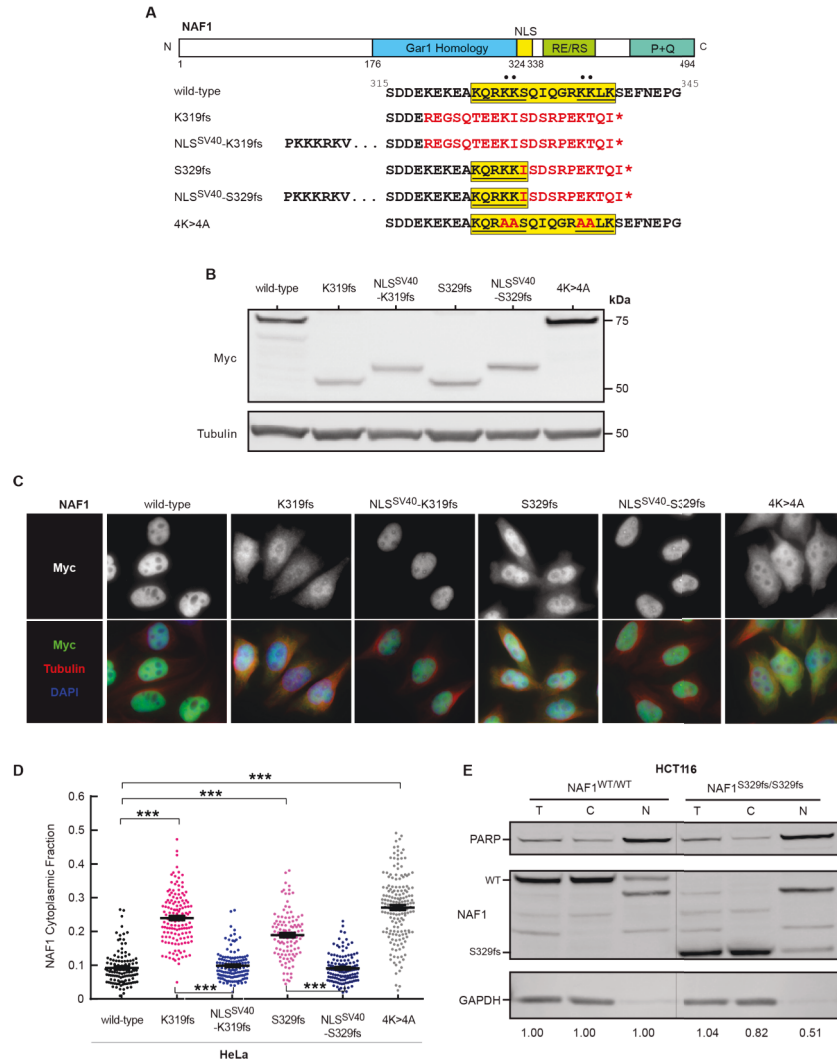 A
NAF1
NLS
N Gar1 Homology RE/RS P+Q C
1 176 324 338 494
315 •• •• 345
wild-type SDDEKEKEAKQRKKSQIQGRKKLKSEFNEPG
K319fs SDDEREGSQTEEKISDSRPEKTQI*
NLSSV40-K319fs PKKKRKV... SDDEREGSQTEEKISDSRPEKTQI*
S329fs SDDEKEKEAKQRKKISDSRPEKTQI*
NLSSV40-S329fs PKKKRKV... SDDEKEKEAKQRKKISDSRPEKTQI*
4K>4A SDDEKEKEAKQRAASQIQGRAALKSEFNEPG
B
wild-type K319fs NLSSV40-K319fs S329fs NLSSV40-S329fs 4K>4A kDa
75
Myc
50
Tubulin 50
C
NAF1 wild-type K319fs NLSSV40-K319fs S329fs NLSSV40-S329fs 4K>4A
Myc
Myc
Tubulin
DAPI
D
NAF1 Cytoplasmic Fraction
0.6
0.5
0.4
0.3
0.2
0.1
0
***
***
***
***
***
wild-type K319fs NLSSV40-K319fs S329fs NLSSV40-S329fs 4K>4A
HeLa
E
HCT116
NAF1WT/WT NAF1S329fs/S329fs
T C N T C N
PARP
WT
NAF1
S329fs
GAPDH
1.00 1.00 1.00 1.04 0.82 0.51